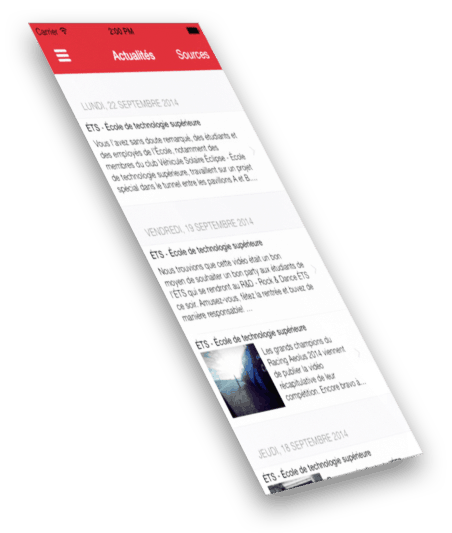 Carrier 2:00 PM
Actualités Sources
LUNDI, 22 SEPTEMBRE 2014
ÉTS - École de technologie supérieure
Vous l'avez sans doute remarqué, des étudiants et
des employés de l'École, notamment des
membres du club Véhicule Solaire Éclipse - École
de technologie supérieure, travaillent sur un projet
spécial dans le tunnel entre les pavillons A et B....
VENDREDI, 19 SEPTEMBRE 2014
ÉTS - École de technologie supérieure
Nous trouvions que cette vidéo était un bon
moyen de souhaiter un bon party aux étudiants de
l'ÉTS qui se rendront au R&D - Rock & Dance ÉTS
ce soir. Amusez-vous, fêtez la rentrée et buvez de
manière responsable! ...
ÉTS - École de technologie supérieure
Les grands champions du
Racing Aeolus 2014 viennent
de publier la vidéo
récapitulative de leur
compétition. Encore bravo à...
JEUDI, 18 SEPTEMBRE 2014
ÉTS - École de technologie supérieure